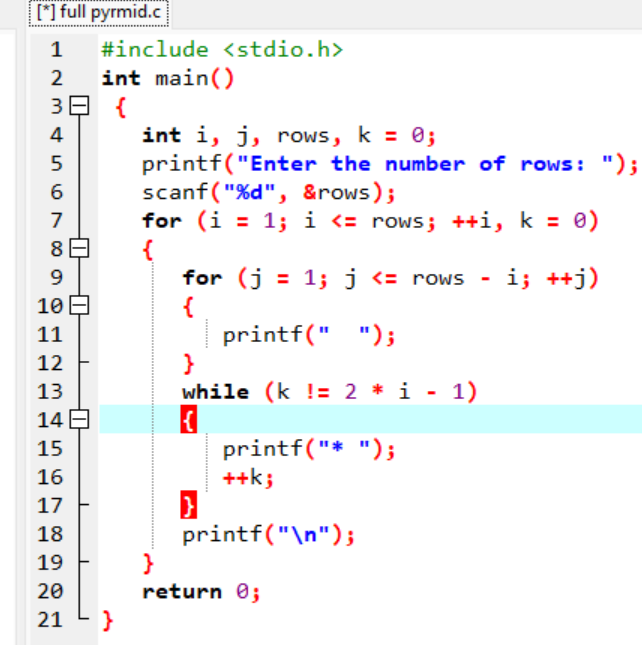 [*] full pyrmid.c
1 #include <stdio.h>
2 int main()
3 {
4 int i, j, rows, k = 0;
5 printf("Enter the number of rows: ");
6 scanf("%d", &rows);
7 for (i = 1; i <= rows; ++i, k = 0)
8 {
9 for (j = 1; j <= rows - i; ++j)
10 {
11 printf("  ");
12 }
13 while (k != 2 * i - 1)
14 {
15 printf("* ");
16 ++k;
17 }
18 printf("\n");
19 }
20 return 0;
21 }